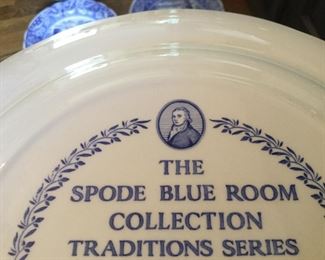 THE
SPODE BLUE ROOM
COLLECTION
TRADITIONS SERIES